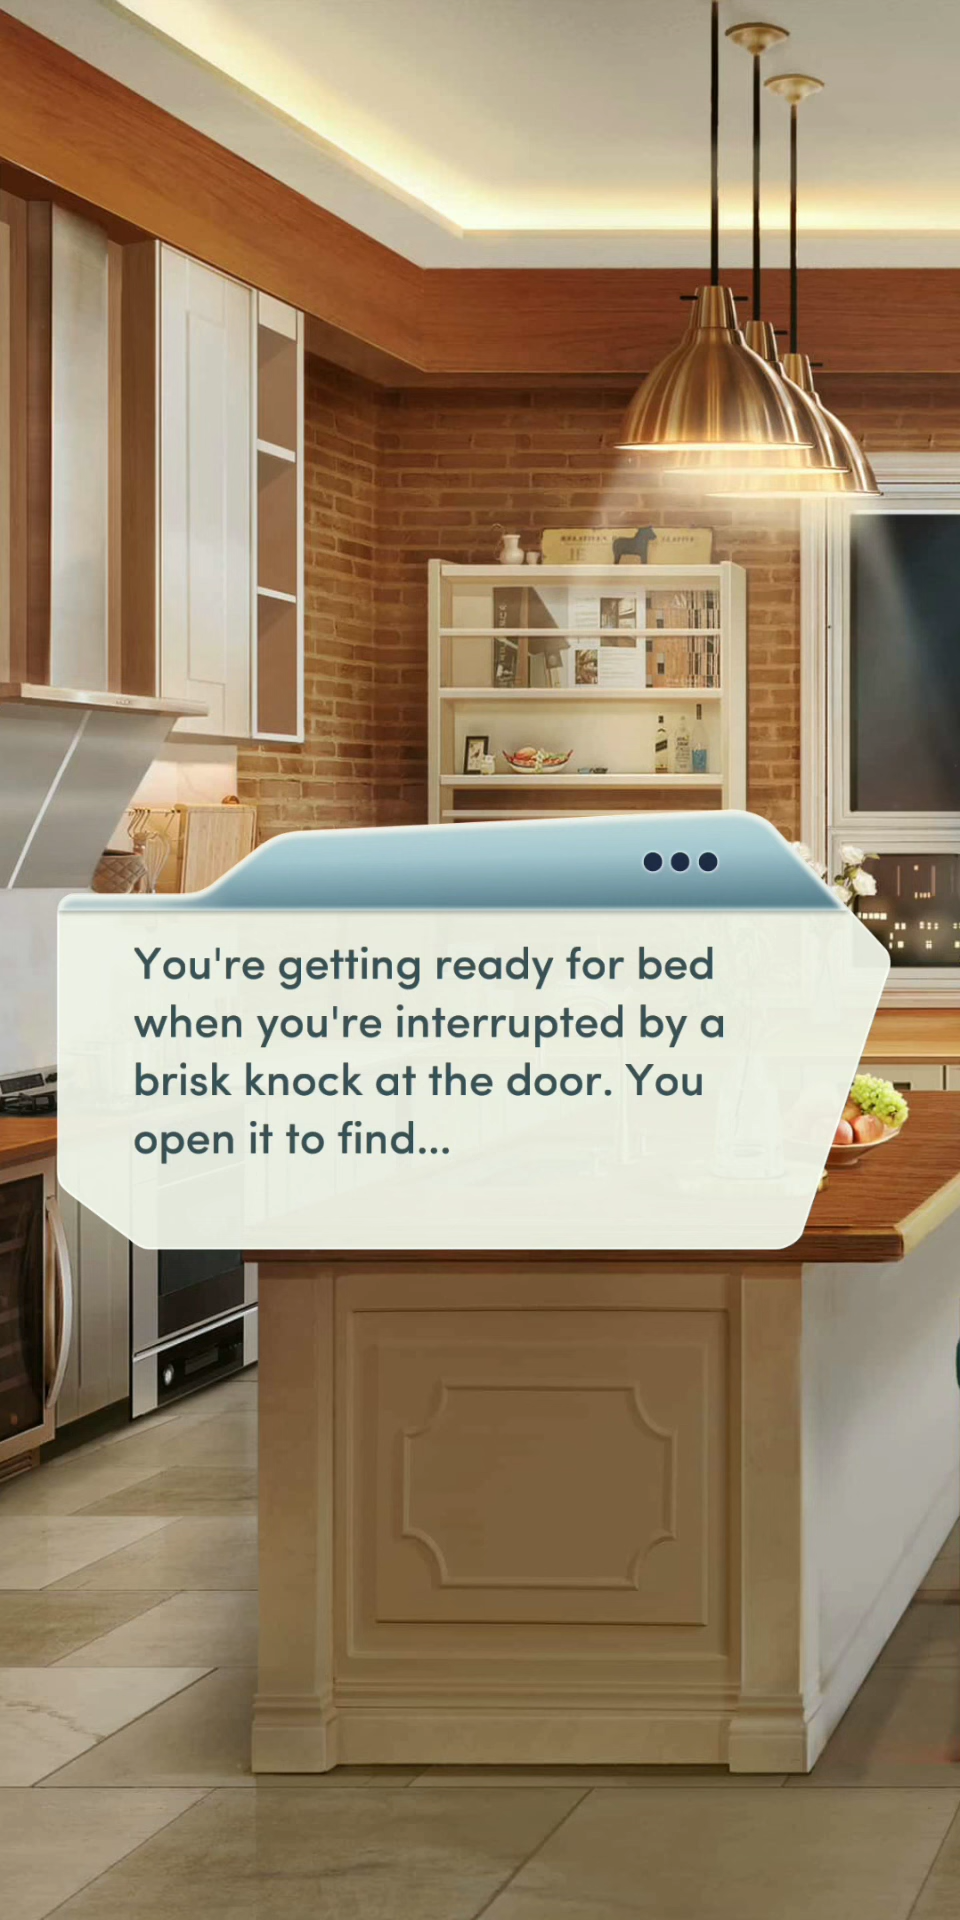 You're getting ready for bed
when you're interrupted by a
brisk knock at the door. You
open it to find...